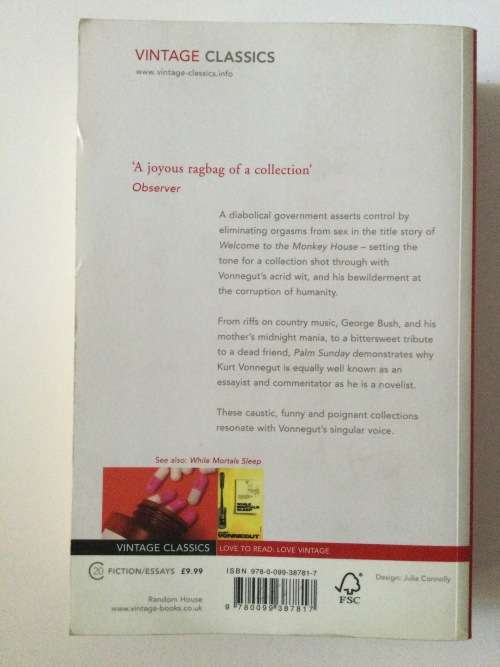 VINTAGE CLASSICS
www.vintage-classics.info
'A joyous ragbag of a collection'
Observer
A diabolical government asserts control by
eliminating orgasms from sex in the title story of
Welcome to the Monkey House – setting the
tone for a collection shot through with
Vonnegut's acrid wit, and his bewilderment at
the corruption of humanity.
From riffs on country music, George Bush, and his
mother's midnight mania, to a bittersweet tribute
to a dead friend, Palm Sunday demonstrates why
Kurt Vonnegut is equally well known as an
essayist and commentator as he is a novelist.
These caustic, funny and poignant collections
resonate with Vonnegut's singular voice.
See also: While Mortals Sleep
WHILE
MORTALS
SLEEP
VONNEGUT
VINTAGE CLASSICS LOVE TO READ. LOVE VINTAGE
C20 FICTION/ESSAYS £9.99
ISBN 978-0-099-38781-7
Design: Julia Connolly
Random House
www.vintage-books.co.uk
9 780099 387817
FSC